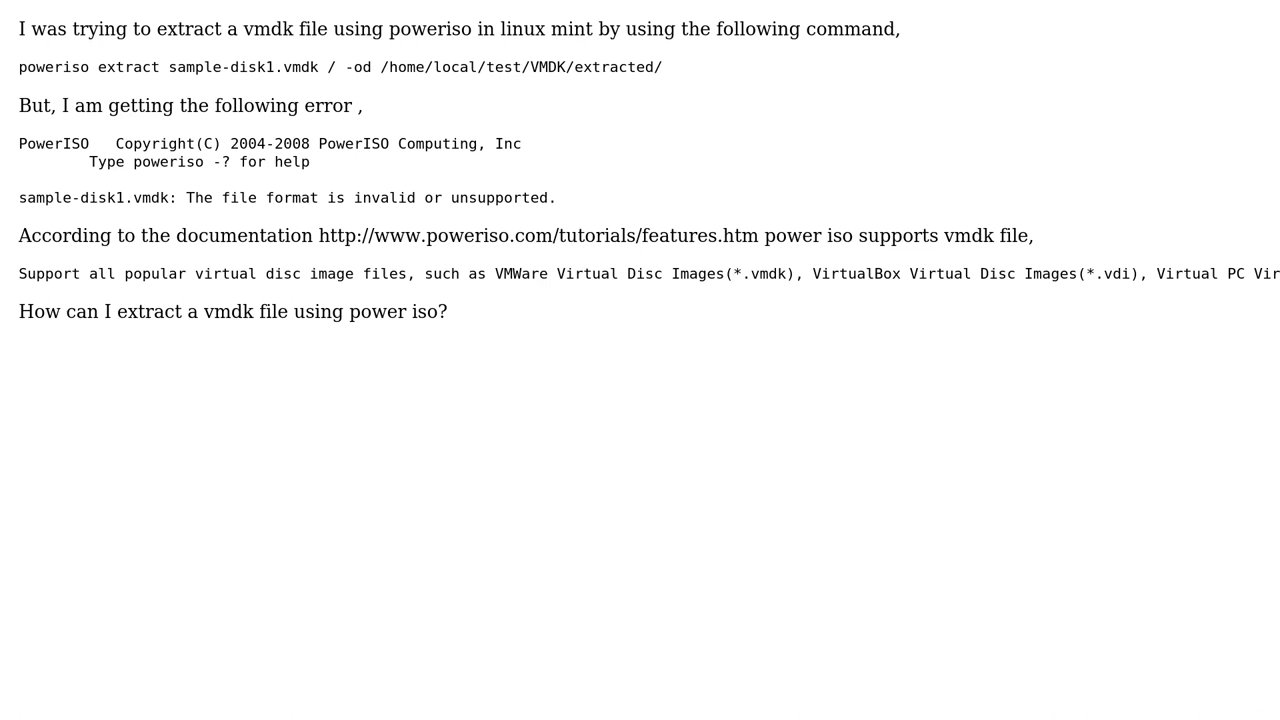 I was trying to extract a vmdk file using poweriso in linux mint by using the following command,
poweriso extract sample-disk1.vmdk / -od /home/local/test/VMDK/extracted/
But, I am getting the following error ,
PowerISO   Copyright(C) 2004-2008 PowerISO Computing, Inc
        Type poweriso -? for help
sample-disk1.vmdk: The file format is invalid or unsupported.
According to the documentation http://www.poweriso.com/tutorials/features.htm power iso supports vmdk file,
Support all popular virtual disc image files, such as VMWare Virtual Disc Images(*.vmdk), VirtualBox Virtual Disc Images(*.vdi), Virtual PC Vir
How can I extract a vmdk file using power iso?